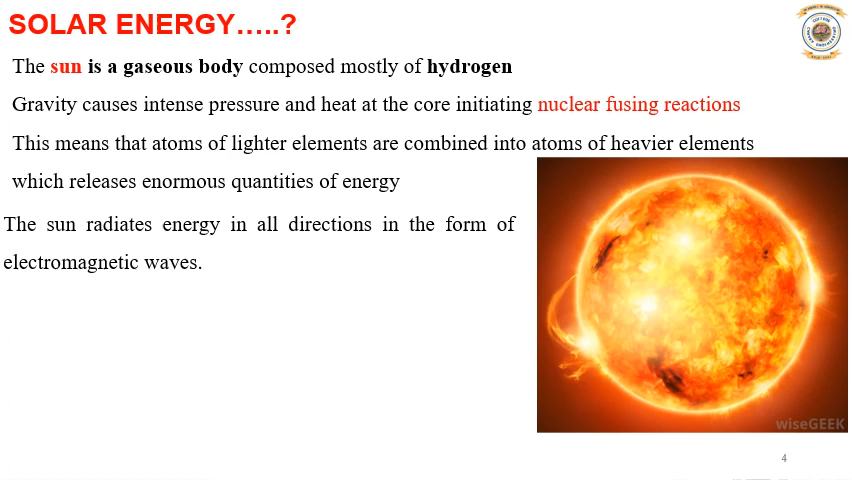 SOLAR ENERGY…..?
The sun is a gaseous body composed mostly of hydrogen
Gravity causes intense pressure and heat at the core initiating nuclear fusing reactions
This means that atoms of lighter elements are combined into atoms of heavier elements
which releases enormous quantities of energy
The sun radiates energy in all directions in the form of
electromagnetic waves.
wiseGEEK
4